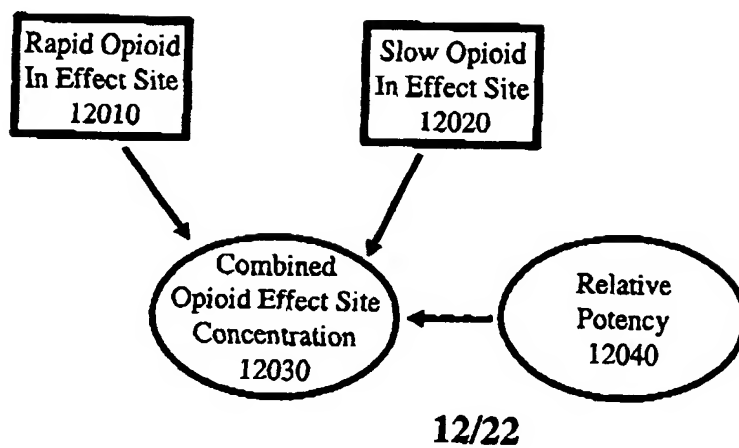 Rapid Opioid
In Effect Site
12010
Slow Opioid
In Effect Site
12020
Combined
Opioid Effect Site
Concentration
12030
Relative
Potency
12040
12/22